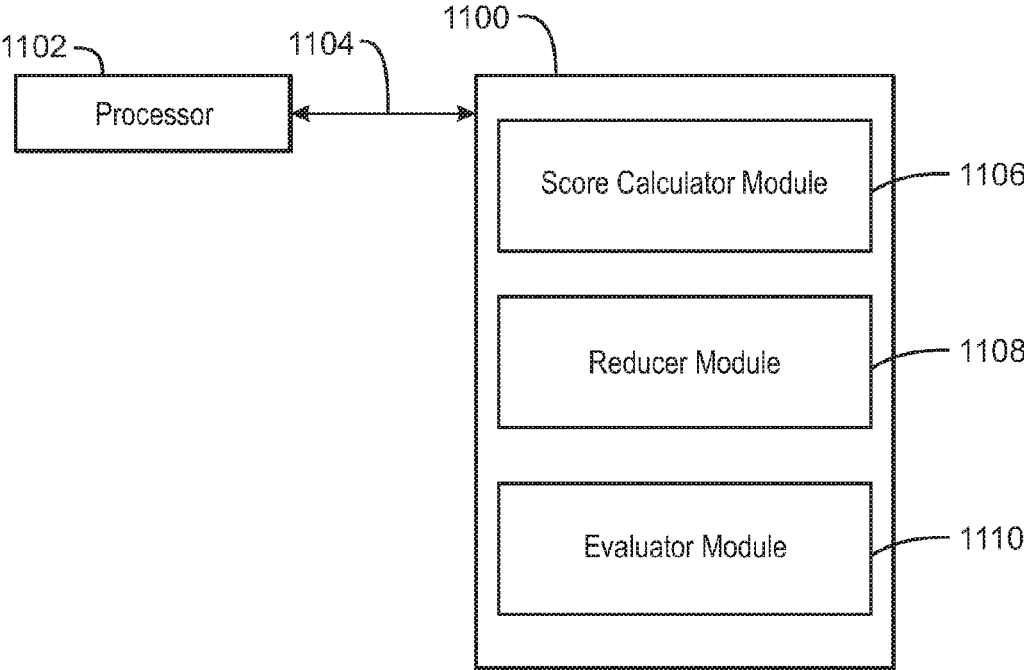 1102
1104
1100
Processor
Score Calculator Module
1106
Reducer Module
1108
Evaluator Module
1110